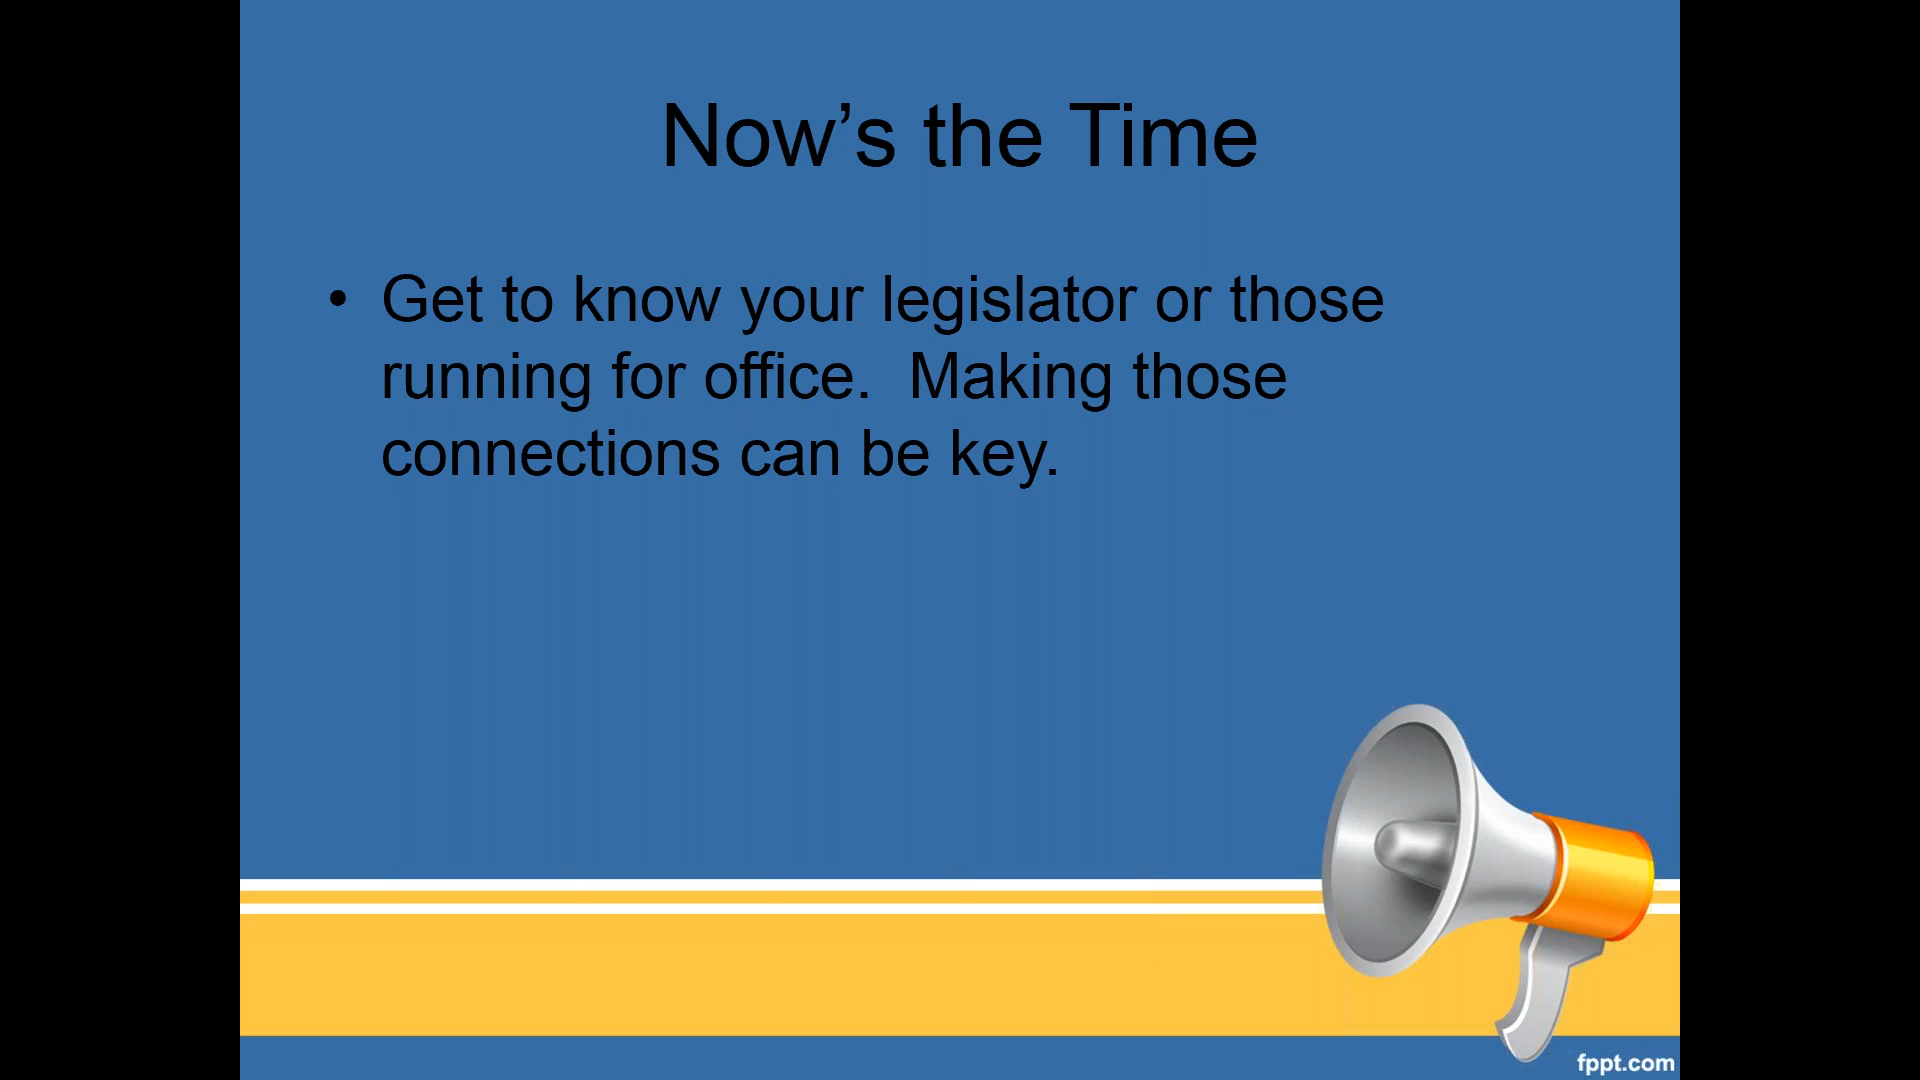 Now’s the Time
• Get to know your legislator or those
running for office.  Making those
connections can be key.
fppt.com